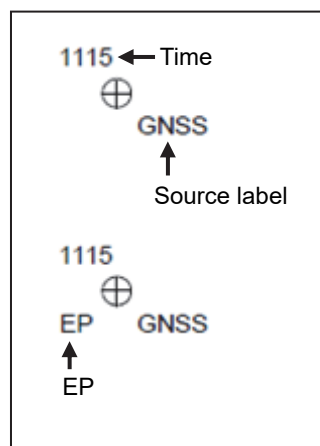 1115 Time
GNSS
Source label
1115
EP GNSS
EP